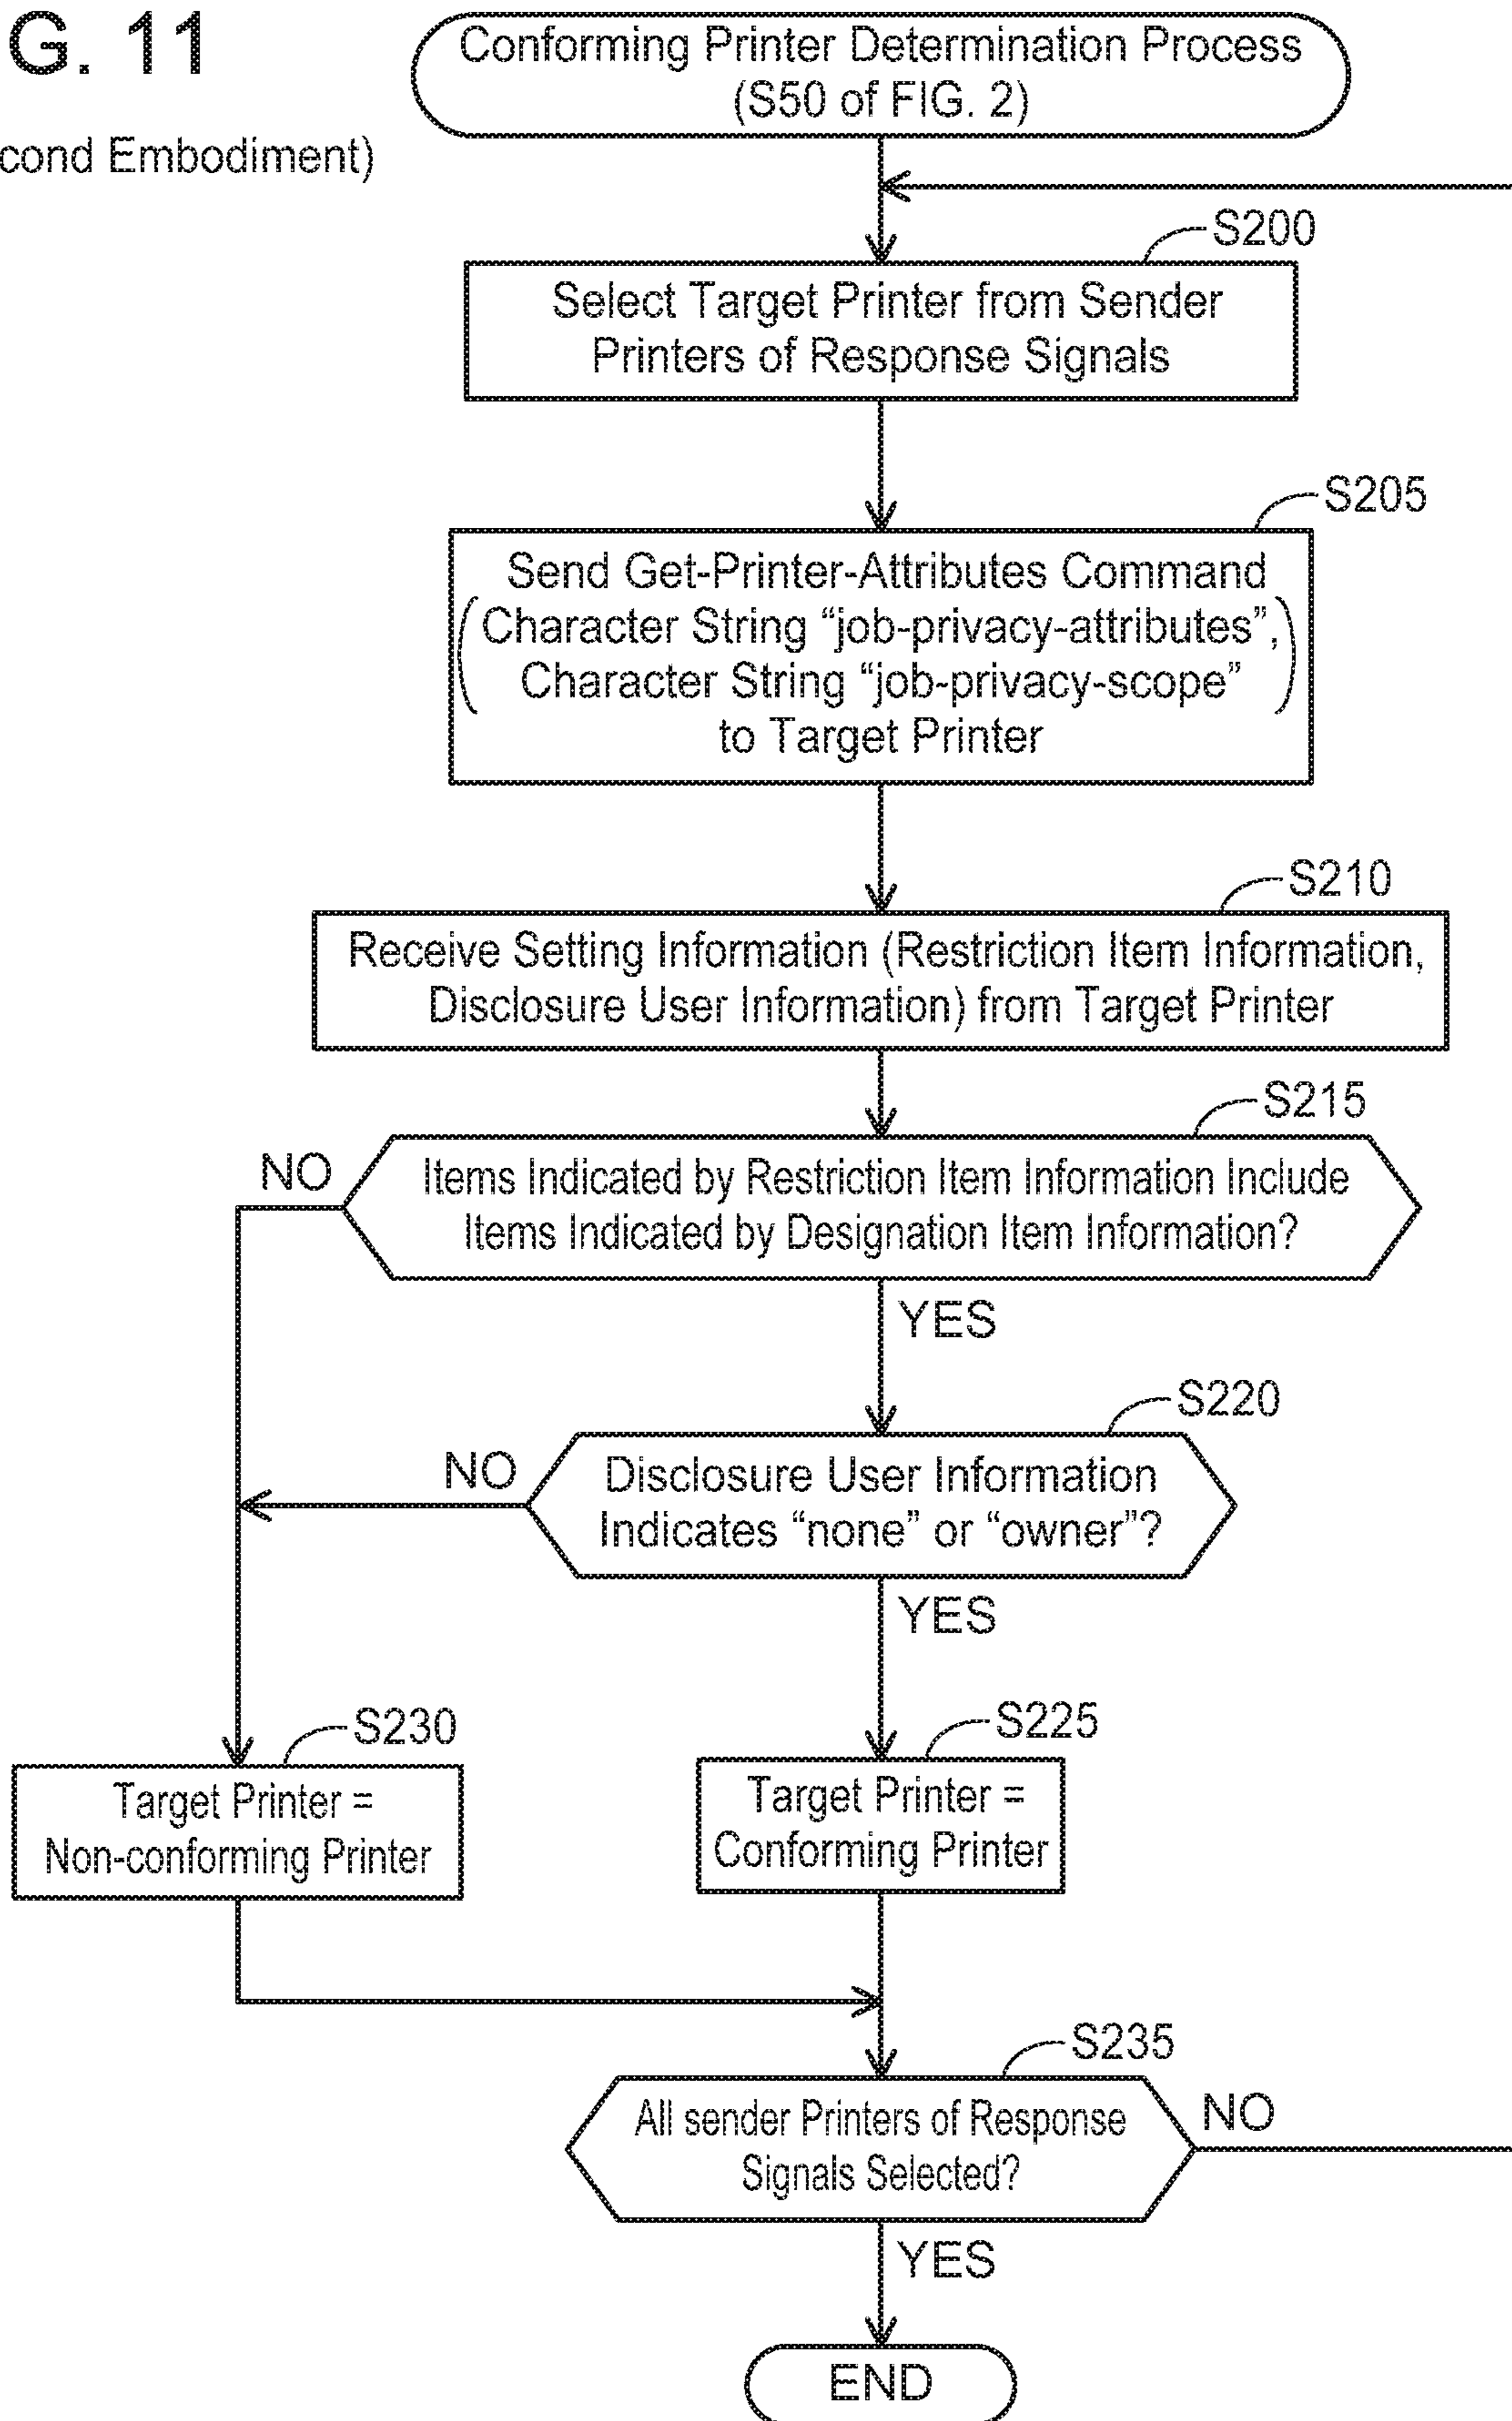 G. 11
cond Embodiment)
Conforming Printer Determination Process
(S50 of FIG. 2)
S200
Select Target Printer from Sender
Printers of Response Signals
S205
Send Get-Printer-Attributes Command
(Character String “job-privacy-attributes”,
Character String “job-privacy-scope”)
to Target Printer
S210
Receive Setting Information (Restriction Item Information,
Disclosure User Information) from Target Printer
S215
NO
Items Indicated by Restriction Item Information Include
Items Indicated by Designation Item Information?
YES
S220
NO
Disclosure User Information
Indicates “none” or “owner”?
YES
S230
Target Printer =
Non-conforming Printer
S225
Target Printer =
Conforming Printer
S235
All sender Printers of Response
Signals Selected?
NO
YES
END